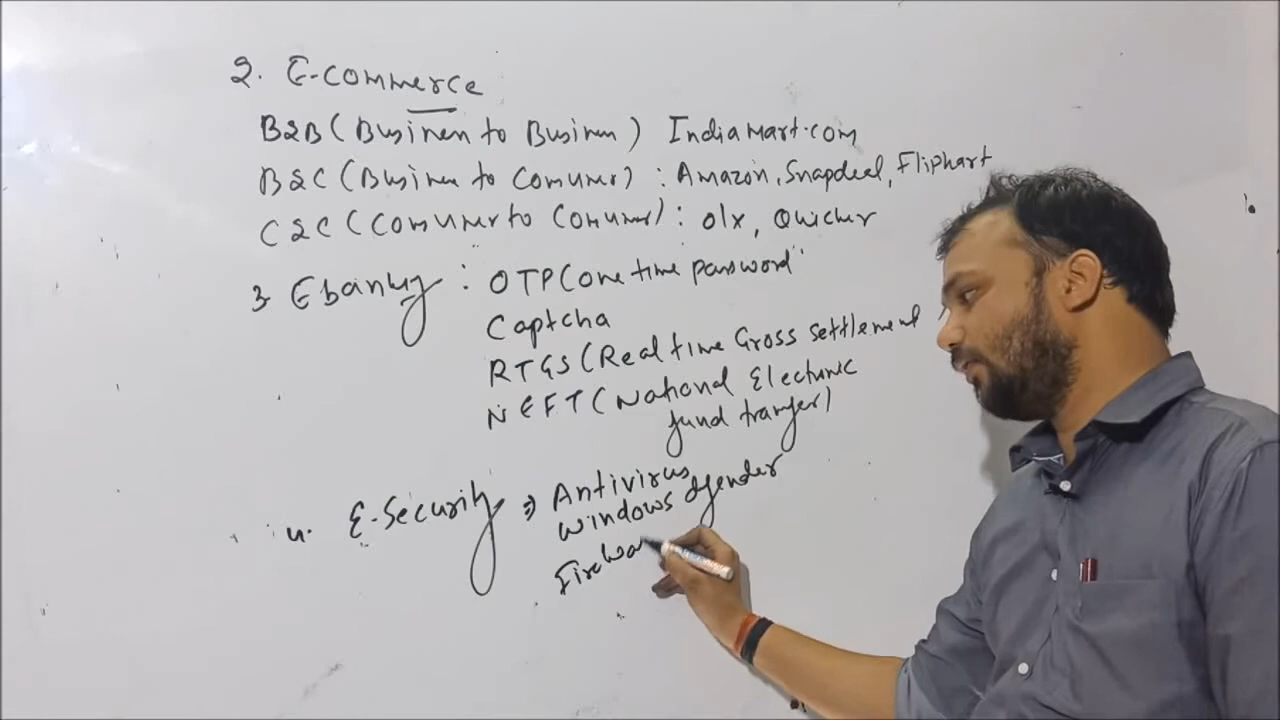 2. E-commerce
B2B (Business to Business) Indiamart.com
B2C (Business to Consumer) : Amazon, Snapdeal, Flipkart
C2C (Consumer to Consumer) : olx, Quicker
3 Ebanking : OTP (one time password"
Captcha
RTGS (Real time Gross settlement
NEFT (National Electronic
fund transfer)
4. E-Security ⇒ Antivirus
Windows defender
Firewa